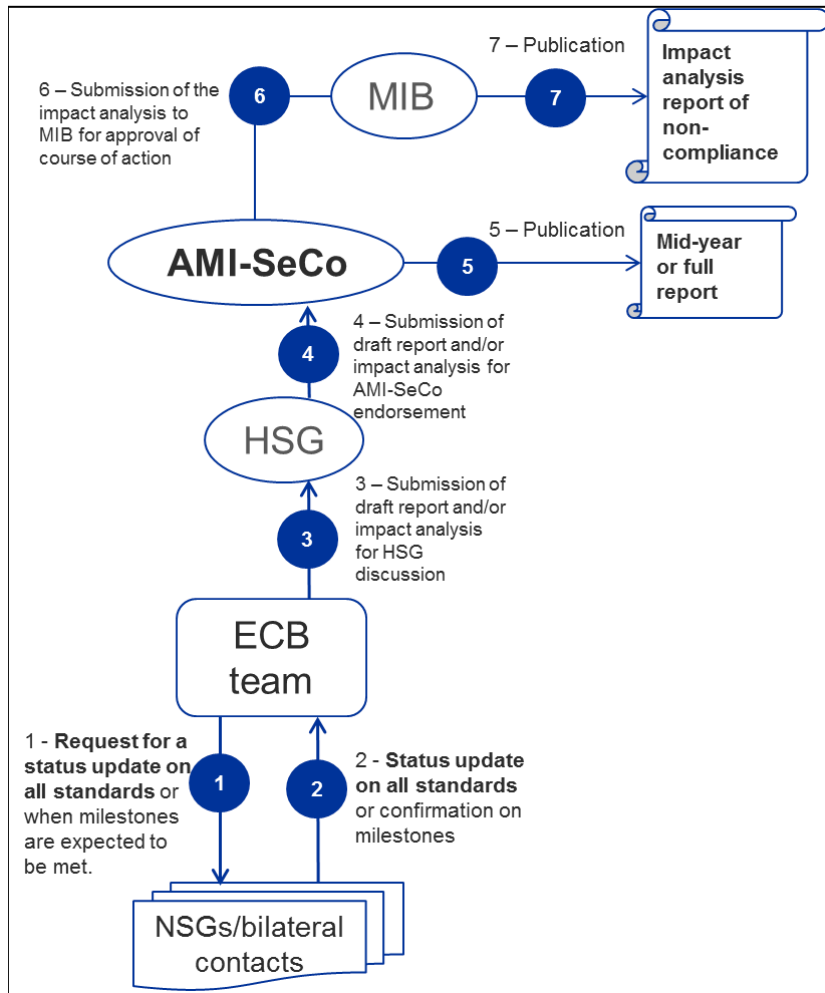 6 – Submission of the
impact analysis to
MIB for approval of
course of action
6
MIB
7 – Publication
7
Impact
analysis
report of
non-
compliance
AMI-SeCo
5 – Publication
5
Mid-year
or full
report
4
4 – Submission of
draft report and/or
impact analysis for
AMI-SeCo
endorsement
HSG
3
3 – Submission of
draft report and/or
impact analysis
for HSG
discussion
ECB
team
1 - Request for a
status update on
all standards or
when milestones
are expected to
be met.
1
2
2 - Status update
on all standards
or confirmation on
milestones
NSGs/bilateral
contacts